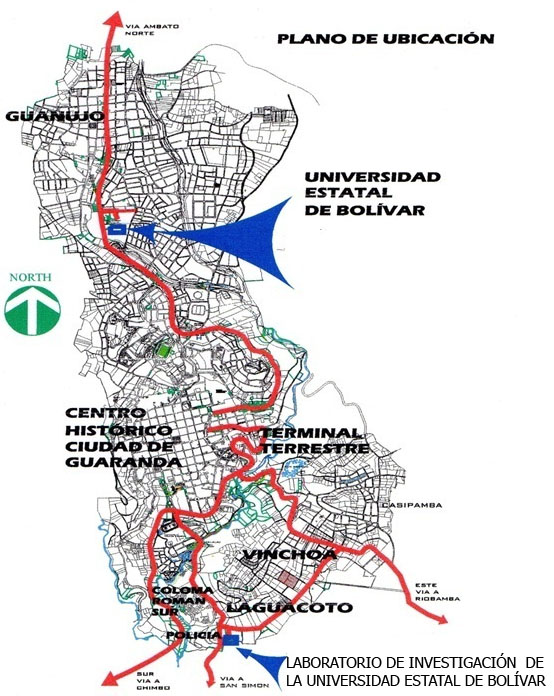 VIA AMBATO
NORTE
PLANO DE UBICACIÓN
GUANUJO
UNIVERSIDAD
ESTATAL
DE BOLÍVAR
NORTH
CENTRO
HISTÓRICO
CIUDAD DE
GUARANDA
TERMINAL
TERRESTRE
CASIPAMBA
VINCHOA
ESTE
VIA A
RIOBAMBA
COLOMA
ROMAN
SUR
LAGUACOTO
POLICIA
SUR
VIA A
CHIMBO
VIA A
SAN SIMON
LABORATORIO DE INVESTIGACIÓN DE
LA UNIVERSIDAD ESTATAL DE BOLÍVAR